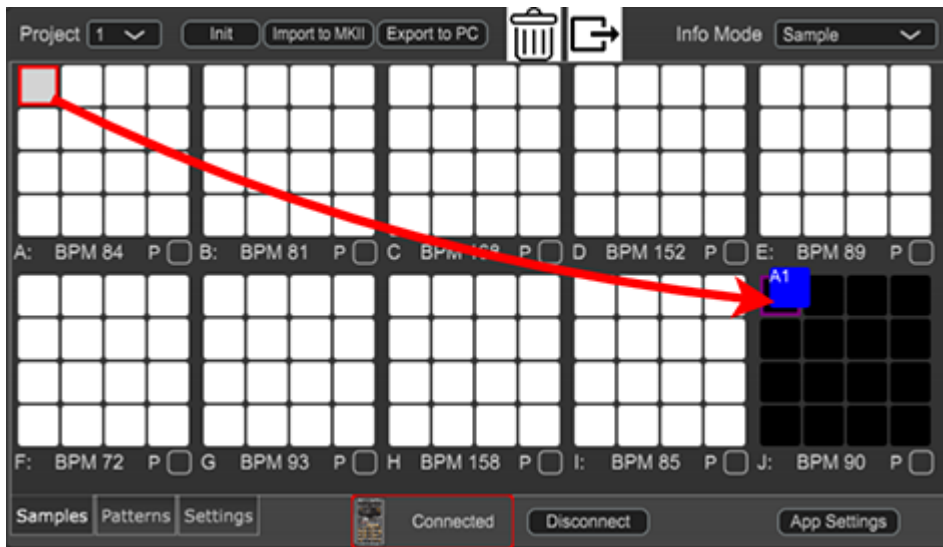 Project 1 Init Import to MKII Export to PC Info Mode Sample
A: BPM 84 P B: BPM 81 P C BPM 168 P D BPM 152 P E: BPM 89 P
A1
F: BPM 72 P G BPM 93 P H BPM 158 P I: BPM 85 P J: BPM 90 P
Samples Patterns Settings Connected Disconnect App Settings